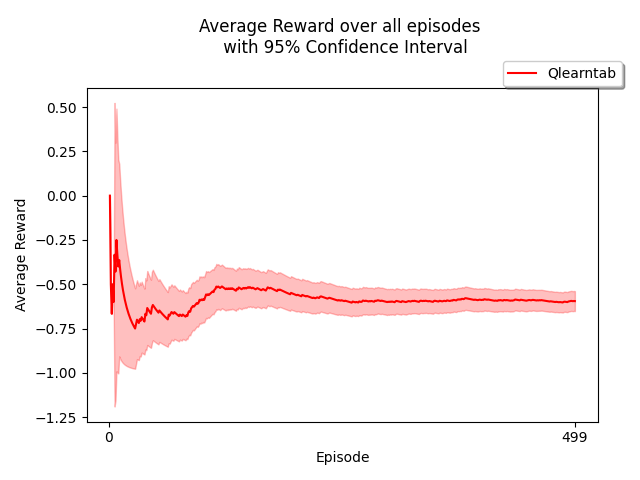 Average Reward over all episodes
with 95% Confidence Interval
Qlearntab
0.50
0.25
0.00
−0.25
−0.50
−0.75
−1.00
−1.25
Average Reward
0 499
Episode